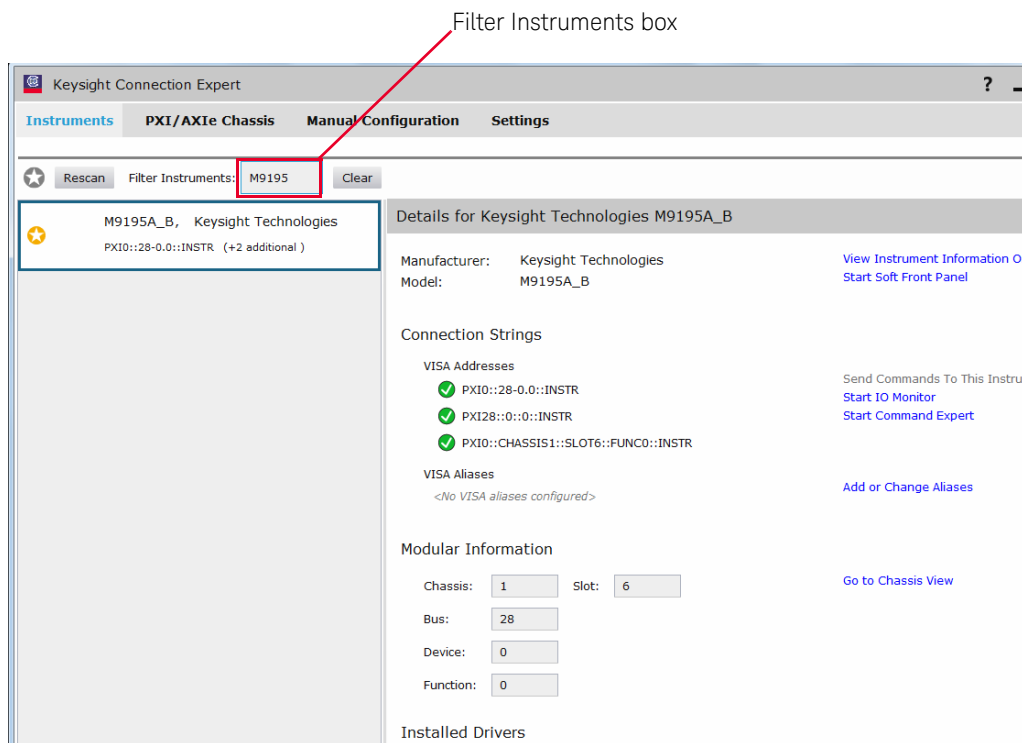 Filter Instruments box
Keysight Connection Expert ?
Instruments PXI/AXIe Chassis Manual Configuration Settings
Rescan Filter Instruments: M9195 Clear
M9195A_B, Keysight Technologies
PXI0::28-0.0::INSTR (+2 additional )
Details for Keysight Technologies M9195A_B
Manufacturer: Keysight Technologies
Model: M9195A_B
View Instrument Information O
Start Soft Front Panel
Connection Strings
VISA Addresses
PXI0::28-0.0::INSTR
PXI28::0::0::INSTR
PXI0::CHASSIS1::SLOT6::FUNC0::INSTR
Send Commands To This Instru
Start IO Monitor
Start Command Expert
VISA Aliases
<No VISA aliases configured>
Add or Change Aliases
Modular Information
Chassis: 1 Slot: 6
Go to Chassis View
Bus: 28
Device: 0
Function: 0
Installed Drivers